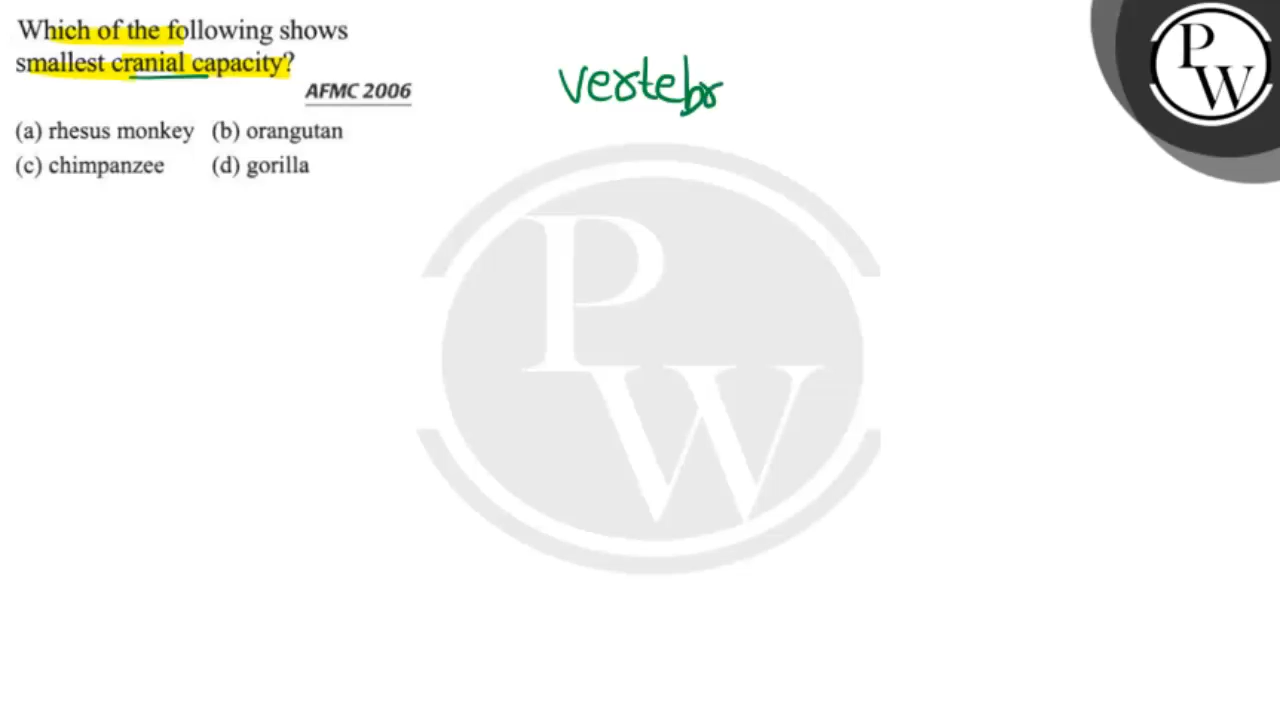 Which of the following shows
smallest cranial capacity?
AFMC 2006
(a) rhesus monkey (b) orangutan
(c) chimpanzee (d) gorilla
vertebr
P
W
P
W